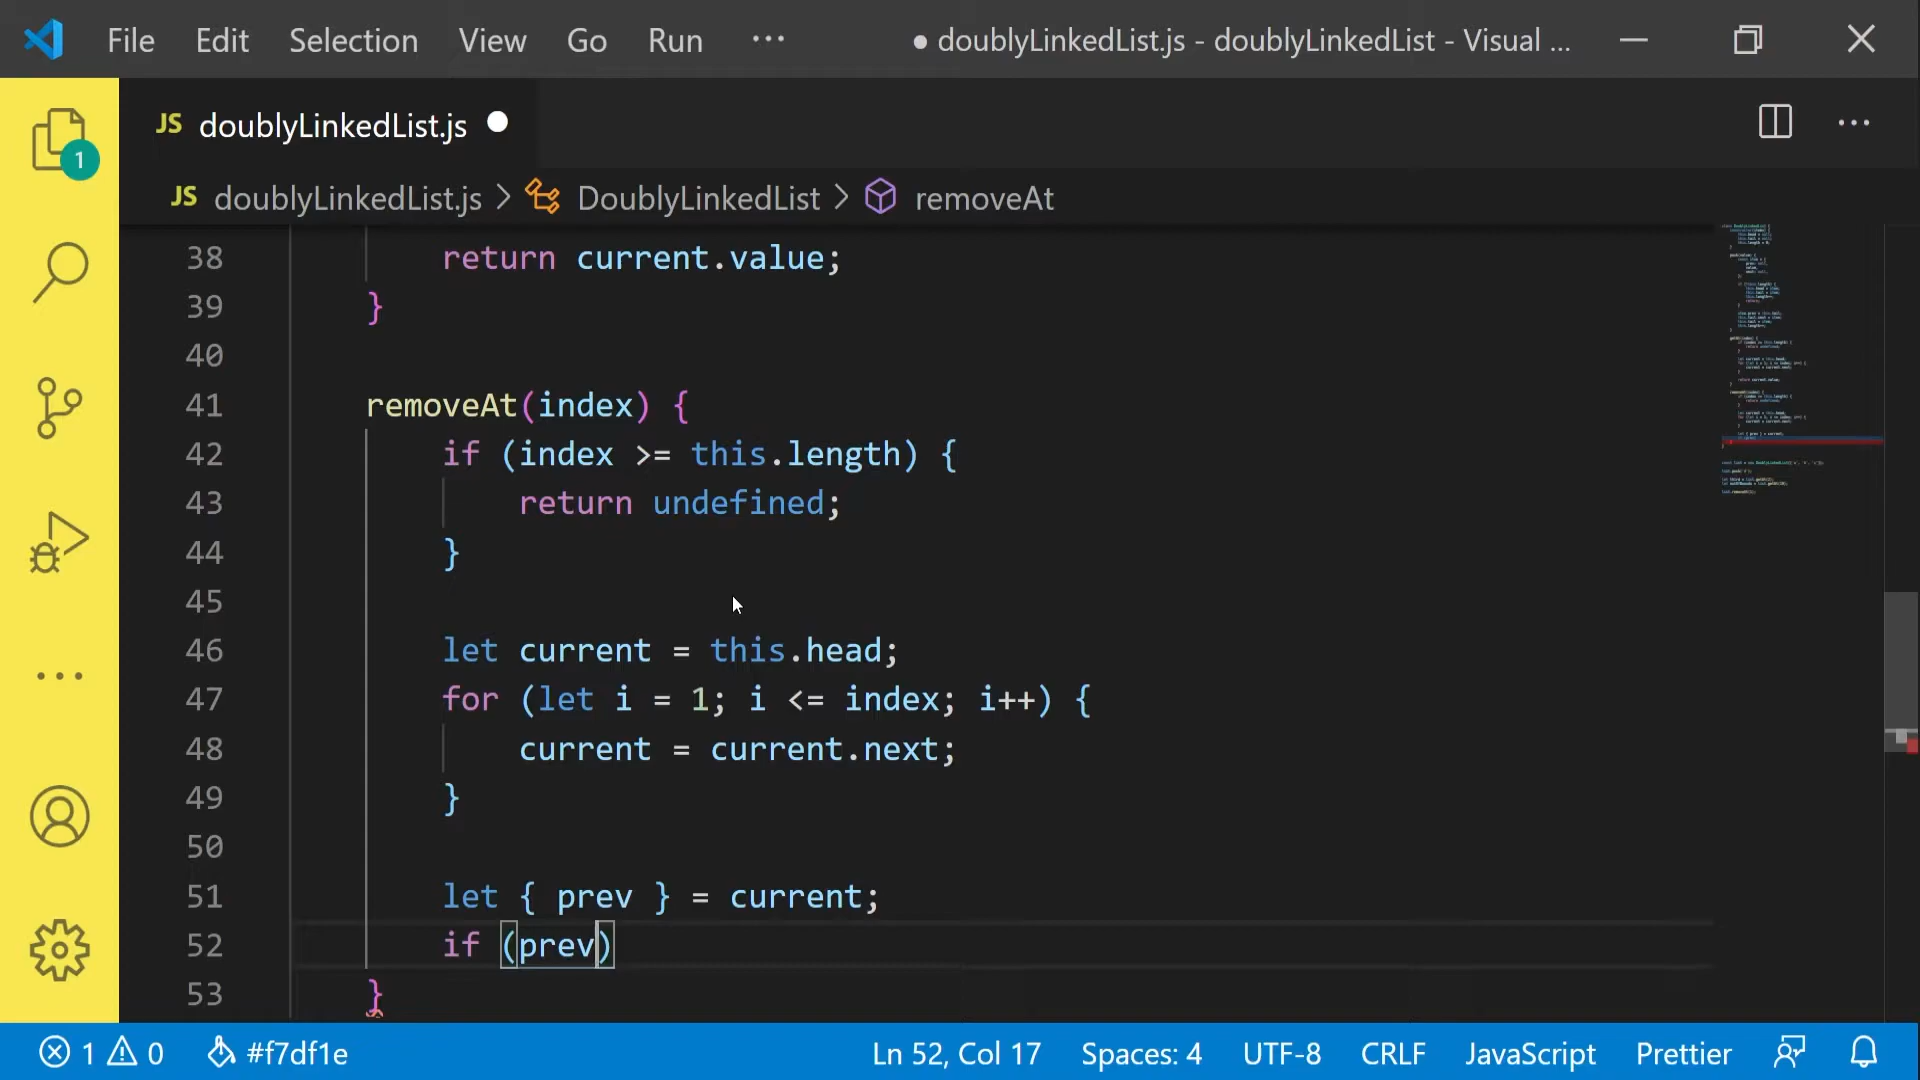 File Edit Selection View Go Run ··· ● doublyLinkedList.js - doublyLinkedList - Visual ...
JS doublyLinkedList.js
1
JS doublyLinkedList.js > DoublyLinkedList > removeAt
38 return current.value;
39 }
40
41 removeAt(index) {
42 if (index >= this.length) {
43 return undefined;
44 }
45
46 let current = this.head;
47 for (let i = 1; i <= index; i++) {
48 current = current.next;
49 }
50
51 let { prev } = current;
52 if (prev)
53 }
1 0 #f7df1e Ln 52, Col 17 Spaces: 4 UTF-8 CRLF JavaScript Prettier